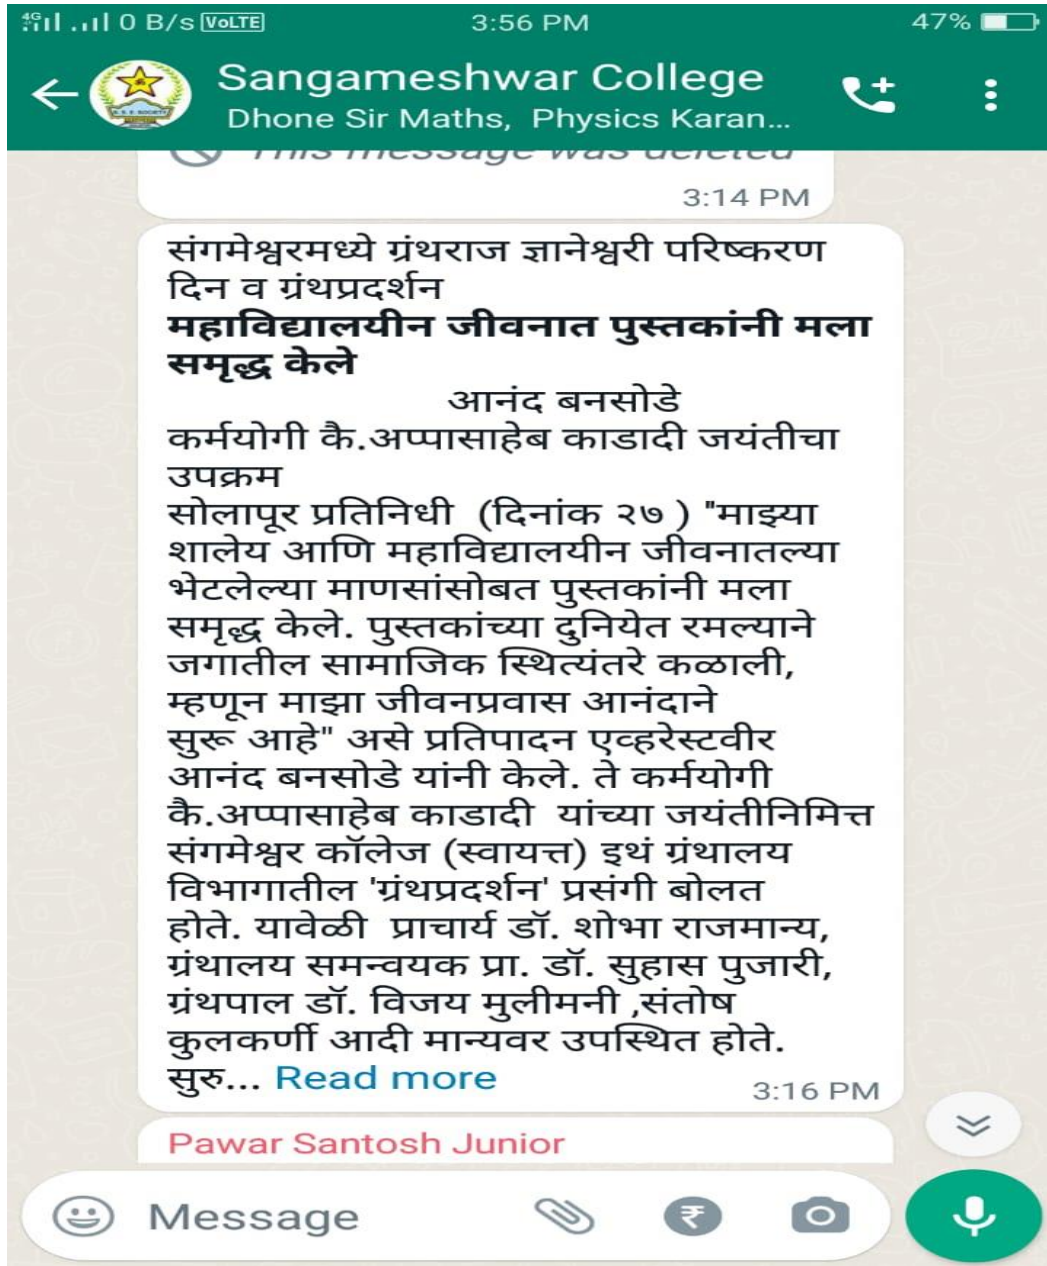 4G 0 B/s VoLTE 3:56 PM 47%
Sangameshwar College
Dhone Sir Maths, Physics Karan...
This message was deleted
3:14 PM
संगमेश्वरमध्ये ग्रंथराज ज्ञानेश्वरी परिष्करण
दिन व ग्रंथप्रदर्शन
महाविद्यालयीन जीवनात पुस्तकांनी मला
समृद्ध केले
आनंद बनसोडे
कर्मयोगी कै.अप्पासाहेब काडादी जयंतीचा
उपक्रम
सोलापूर प्रतिनिधी (दिनांक २७ ) "माझ्या
शालेय आणि महाविद्यालयीन जीवनातल्या
भेटलेल्या माणसांसोबत पुस्तकांनी मला
समृद्ध केले. पुस्तकांच्या दुनियेत रमल्याने
जगातील सामाजिक स्थित्यंतरे कळाली,
म्हणून माझा जीवनप्रवास आनंदाने
सुरू आहे" असे प्रतिपादन एव्हरेस्टवीर
आनंद बनसोडे यांनी केले. ते कर्मयोगी
कै.अप्पासाहेब काडादी यांच्या जयंतीनिमित्त
संगमेश्वर कॉलेज (स्वायत्त) इथं ग्रंथालय
विभागातील 'ग्रंथप्रदर्शन' प्रसंगी बोलत
होते. यावेळी प्राचार्य डॉ. शोभा राजमान्य,
ग्रंथालय समन्वयक प्रा. डॉ. सुहास पुजारी,
ग्रंथपाल डॉ. विजय मुलीमनी ,संतोष
कुलकर्णी आदी मान्यवर उपस्थित होते.
सुरु... Read more 3:16 PM
Pawar Santosh Junior
Message